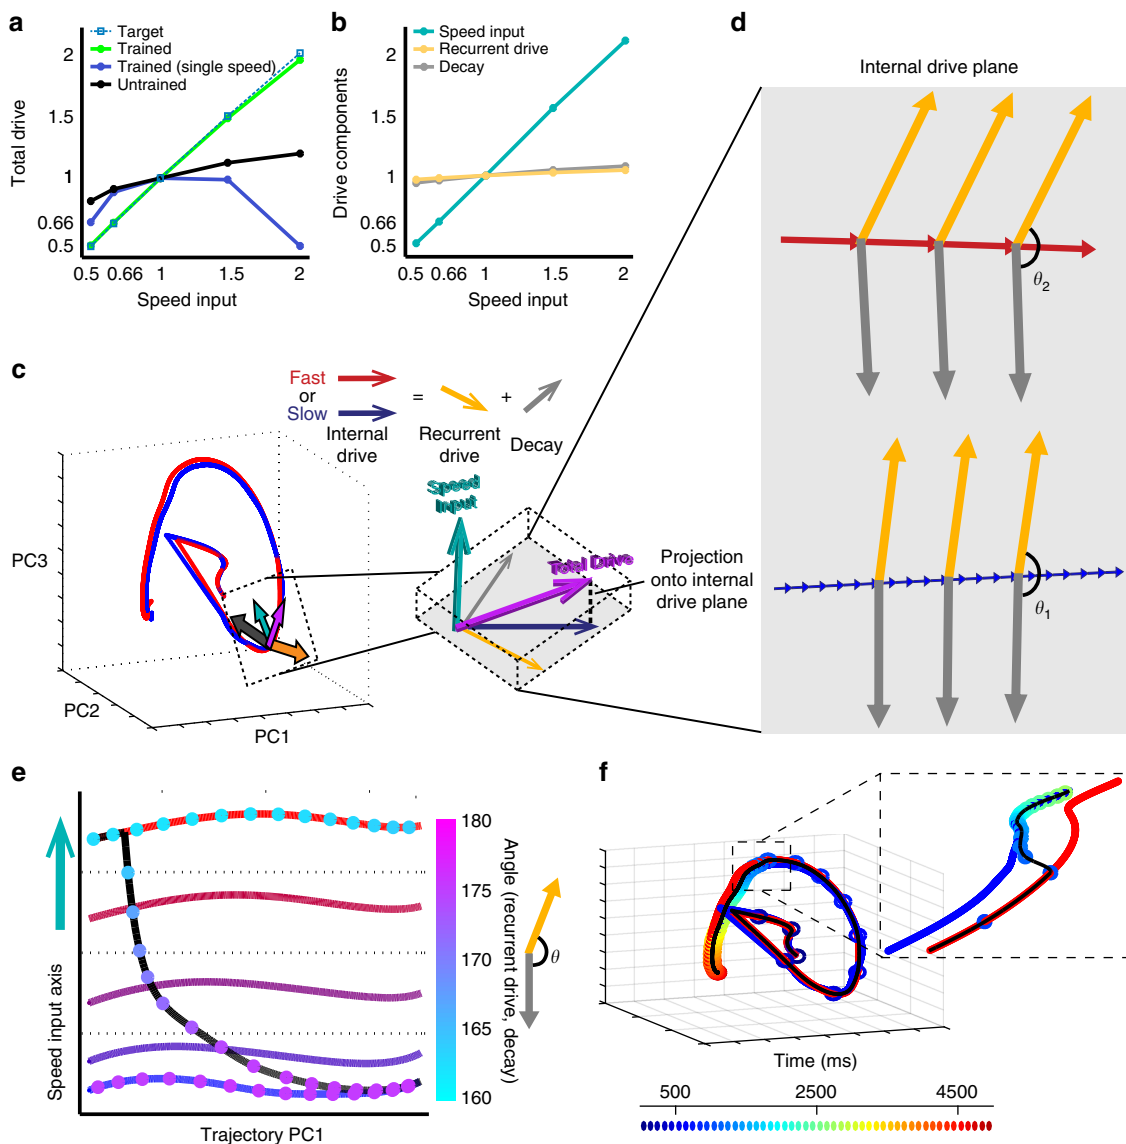 a
Target
Trained
Trained (single speed)
Untrained
Total drive
2
1.5
1
0.66
0.5
0.5 0.66 1 1.5 2
Speed input
b
Speed input
Recurrent drive
Decay
Drive components
2
1.5
1
0.66
0.5
0.5 0.66 1 1.5 2
Speed input
c
Fast
or
Slow
=
+
Internal
drive
Recurrent
drive
Decay
PC3
PC2
PC1
Speed
Input
Total Drive
Projection
onto internal
drive plane
d
Internal drive plane
θ2
θ1
e
Speed input axis
Trajectory PC1
180
175
170
165
160
Angle (recurrent drive, decay)
θ
f
Time (ms)
500 2500 4500